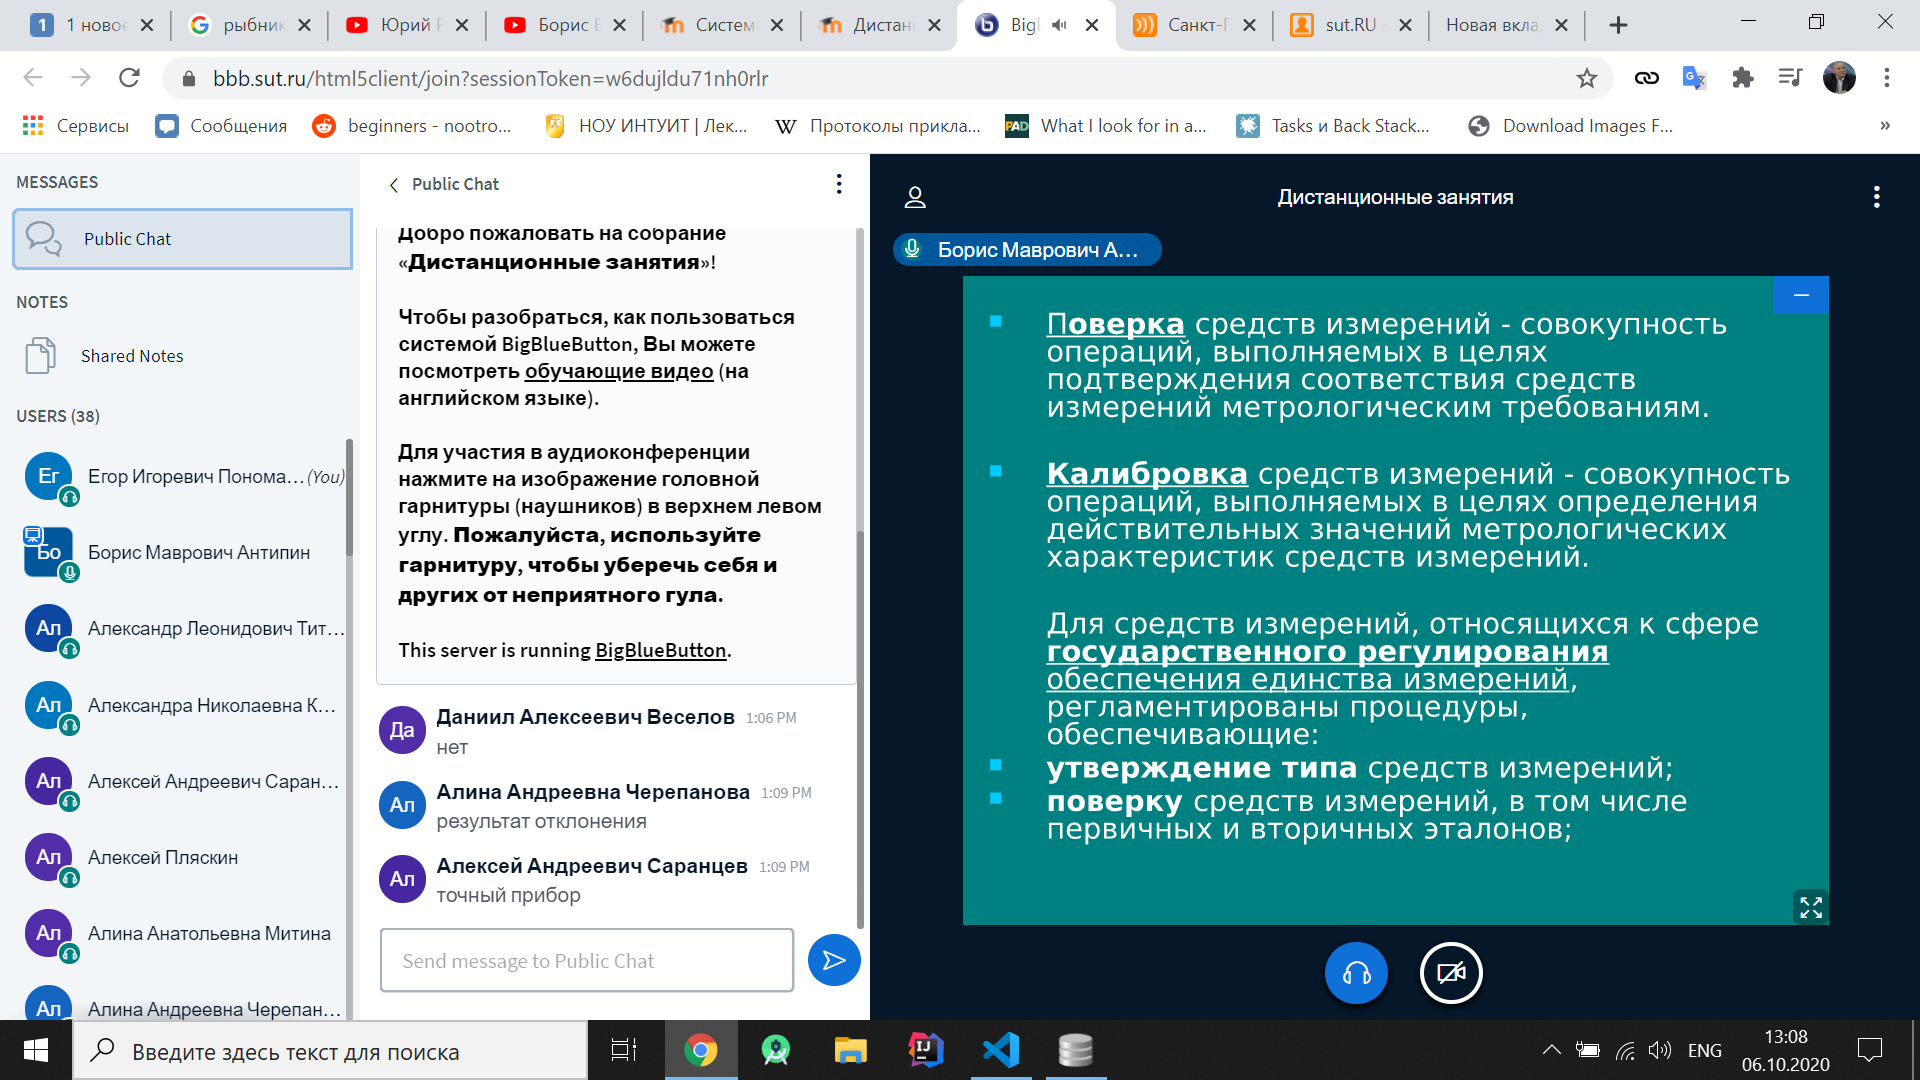 1 ново
рыбник
Юрий
Борис
Систем
Дистан
Big
Санкт-
sut.RU -
Новая вкла
bbb.sut.ru/html5client/join?sessionToken=w6dujldu71nh0rlr
Сервисы
Сообщения
beginners - nootro...
НОУ ИНТУИТ | Лек...
Протоколы прикла...
What I look for in a...
Tasks и Back Stack...
Download Images F...
»
MESSAGES
Public Chat
NOTES
Shared Notes
USERS (38)
Ег
Егор Игоревич Понома... (You)
Бо
Борис Маврович Антипин
Ал
Александр Леонидович Тит...
Ал
Александра Николаевна К...
Ал
Алексей Андреевич Саран...
Ал
Алексей Пляскин
Ал
Алина Анатольевна Митина
Ал
Алина Андреевна Черепан...
Public Chat
Добро пожаловать на собрание
«Дистанционные занятия»!
Чтобы разобраться, как пользоваться
системой BigBlueButton, Вы можете
посмотреть обучающие видео (на
английском языке).
Для участия в аудиоконференции
нажмите на изображение головной
гарнитуры (наушников) в верхнем левом
углу. Пожалуйста, используйте
гарнитуру, чтобы уберечь себя и
других от неприятного гула.
This server is running BigBlueButton.
Да
Даниил Алексеевич Веселов 1:06 PM
нет
Ал
Алина Андреевна Черепанова 1:09 PM
результат отклонения
Ал
Алексей Андреевич Саранцев 1:09 PM
точный прибор
Send message to Public Chat
Дистанционные занятия
Борис Маврович А...
Поверка средств измерений - совокупность
операций, выполняемых в целях
подтверждения соответствия средств
измерений метрологическим требованиям.
Калибровка средств измерений - совокупность
операций, выполняемых в целях определения
действительных значений метрологических
характеристик средств измерений.
Для средств измерений, относящихся к сфере
государственного регулирования
обеспечения единства измерений,
регламентированы процедуры,
обеспечивающие:
утверждение типа средств измерений;
поверку средств измерений, в том числе
первичных и вторичных эталонов;
Введите здесь текст для поиска
ENG
13:08
06.10.2020